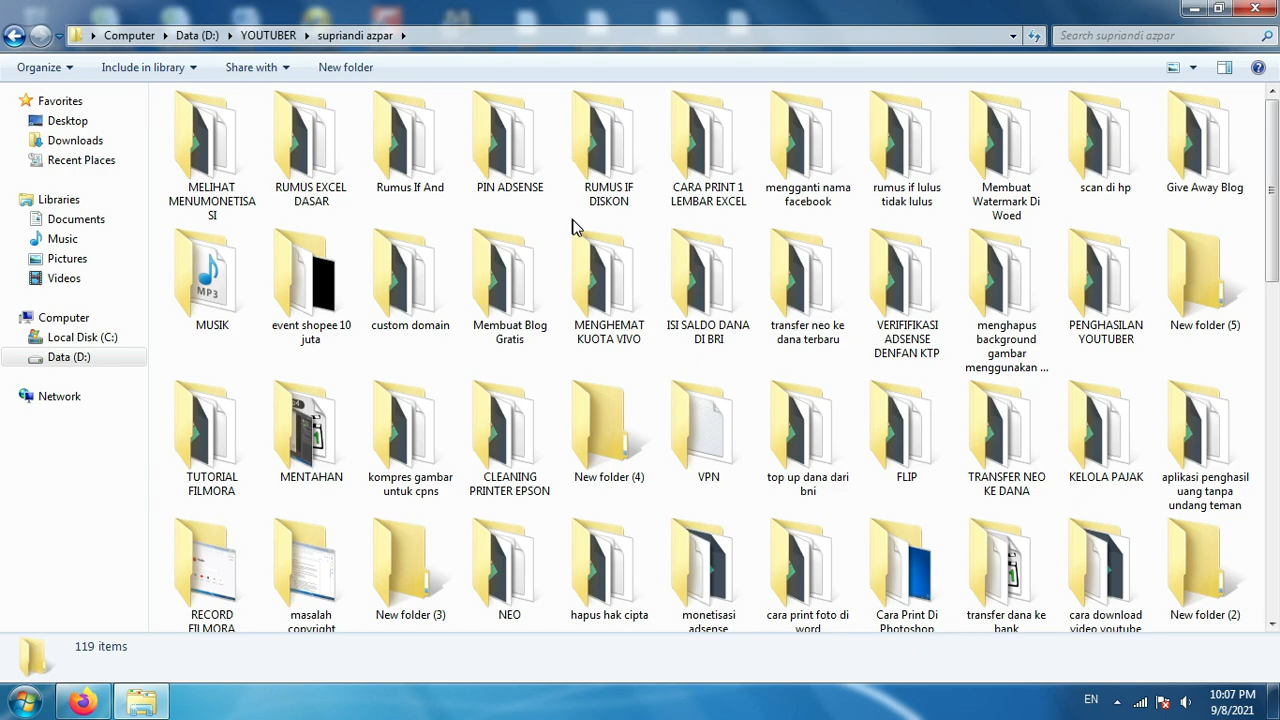 Computer Data (D:) YOUTUBER supriandi azpar Search supriandi azpar
Organize Include in library Share with New folder
Favorites
Desktop
Downloads
Recent Places
Libraries
Documents
Music
Pictures
Videos
Computer
Local Disk (C:)
Data (D:)
Network
MELIHAT
MENUMONETISA
SI
RUMUS EXCEL
DASAR
Rumus If And
PIN ADSENSE
RUMUS IF
DISKON
CARA PRINT 1
LEMBAR EXCEL
mengganti nama
facebook
rumus if lulus
tidak lulus
Membuat
Watermark Di
Woed
scan di hp
Give Away Blog
MP3
MUSIK
event shopee 10
juta
custom domain
Membuat Blog
Gratis
MENGHEMAT
KUOTA VIVO
ISI SALDO DANA
DI BRI
transfer neo ke
dana terbaru
VERIFIFIKASI
ADSENSE
DENFAN KTP
menghapus
background
gambar
menggunakan ...
PENGHASILAN
YOUTUBER
New folder (5)
TUTORIAL
FILMORA
MENTAHAN
kompres gambar
untuk cpns
CLEANING
PRINTER EPSON
New folder (4)
VPN
top up dana dari
bni
FLIP
TRANSFER NEO
KE DANA
KELOLA PAJAK
aplikasi penghasil
uang tanpa
undang teman
RECORD
FILMORA
masalah
copyright
New folder (3)
NEO
hapus hak cipta
monetisasi
adsense
cara print foto di
word
Cara Print Di
Photoshop
transfer dana ke
bank
cara download
video youtube
New folder (2)
119 items
EN
10:07 PM
9/8/2021